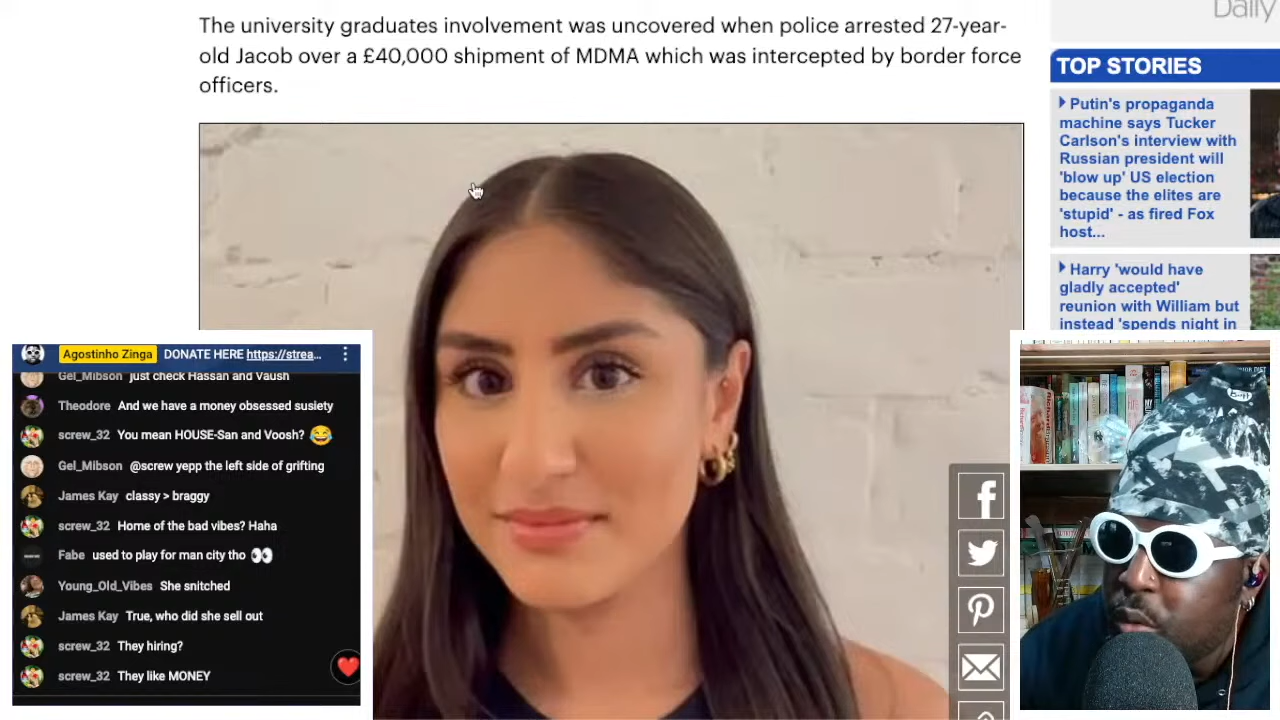 The university graduates involvement was uncovered when police arrested 27-year-
old Jacob over a £40,000 shipment of MDMA which was intercepted by border force
officers.
Daily
TOP STORIES
Putin's propaganda
machine says Tucker
Carlson's interview with
Russian president will
'blow up' US election
because the elites are
'stupid' - as fired Fox
host...
Harry 'would have
gladly accepted'
reunion with William but
instead 'spends night in
Agostinho Zinga DONATE HERE https://strea...
Gel_Mibson just check Hassan and Vaush
Theodore And we have a money obsessed susiety
screw_32 You mean HOUSE-San and Voosh? 😂
Gel_Mibson @screw yepp the left side of grifting
James Kay classy > braggy
screw_32 Home of the bad vibes? Haha
Fabe used to play for man city tho 👀
Young_Old_Vibes She snitched
James Kay True, who did she sell out
screw_32 They hiring?
screw_32 They like MONEY